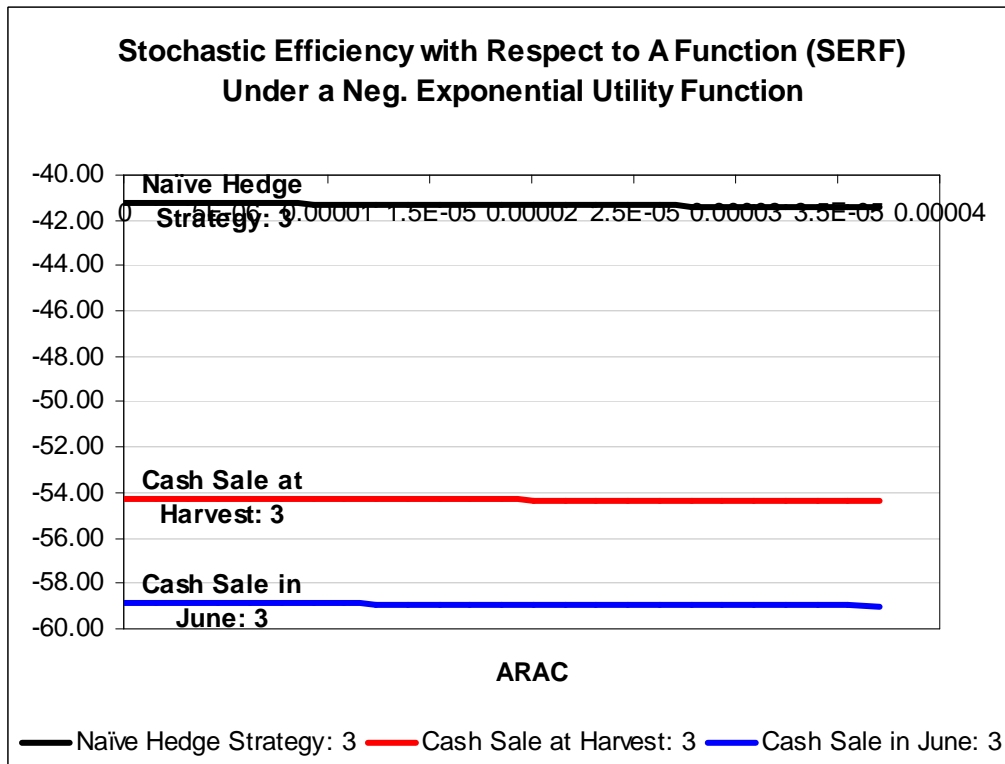 Stochastic Efficiency with Respect to A Function (SERF)
Under a Neg. Exponential Utility Function
-40.00
-42.00
-44.00
-46.00
-48.00
-50.00
-52.00
-54.00
-56.00
-58.00
-60.00
0 5E-06 0.00001 1.5E-05 0.00002 2.5E-05 0.00003 3.5E-05 0.00004
Naïve Hedge
Strategy: 3
Cash Sale at
Harvest: 3
Cash Sale in
June: 3
ARAC
Naïve Hedge Strategy: 3 Cash Sale at Harvest: 3 Cash Sale in June: 3